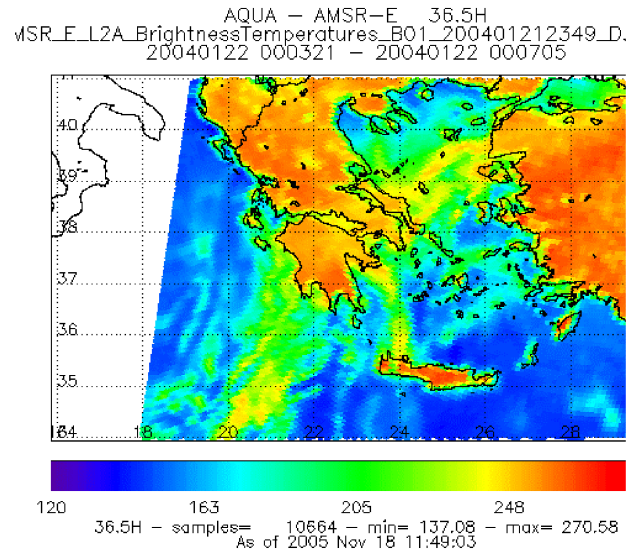 AQUA - AMSR-E 36.5H
MSR_E_L2A_BrightnessTemperatures_B01_200401212349_D.
20040122 000321 - 20040122 000705
40
39
38
37
36
35
34
16 18 20 22 24 26 28
120 163 205 248
36.5H - samples= 10664 - min= 137.08 - max= 270.58
As of 2005 Nov 18 11:49:03